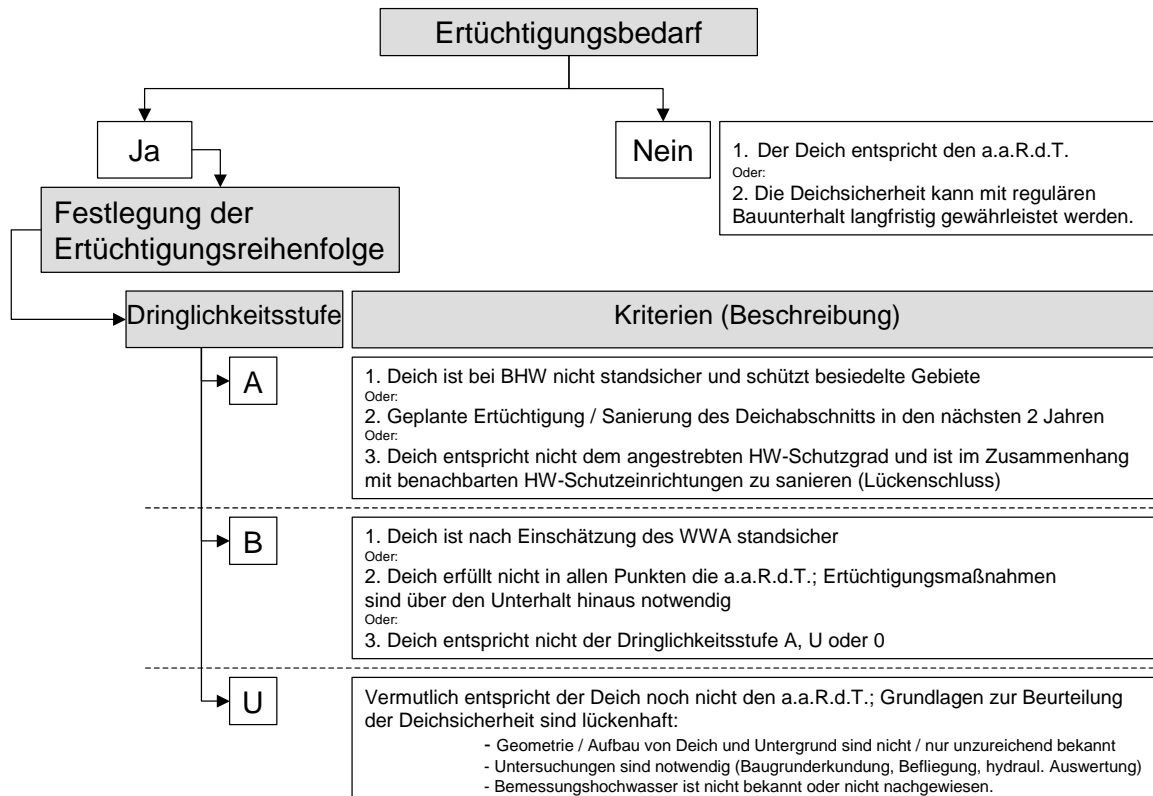 Ertüchtigungsbedarf
Ja
Nein
1. Der Deich entspricht den a.a.R.d.T.
Oder:
2. Die Deichsicherheit kann mit regulären
Bauunterhalt langfristig gewährleistet werden.
Festlegung der
Ertüchtigungsreihenfolge
Dringlichkeitsstufe
Kriterien (Beschreibung)
A
1. Deich ist bei BHW nicht standsicher und schützt besiedelte Gebiete
Oder:
2. Geplante Ertüchtigung / Sanierung des Deichabschnitts in den nächsten 2 Jahren
Oder:
3. Deich entspricht nicht dem angestrebten HW-Schutzgrad und ist im Zusammenhang
mit benachbarten HW-Schutzeinrichtungen zu sanieren (Lückenschluss)
B
1. Deich ist nach Einschätzung des WWA standsicher
Oder:
2. Deich erfüllt nicht in allen Punkten die a.a.R.d.T.; Ertüchtigungsmaßnahmen
sind über den Unterhalt hinaus notwendig
Oder:
3. Deich entspricht nicht der Dringlichkeitsstufe A, U oder 0
U
Vermutlich entspricht der Deich noch nicht den a.a.R.d.T.; Grundlagen zur Beurteilung
der Deichsicherheit sind lückenhaft:
- Geometrie / Aufbau von Deich und Untergrund sind nicht / nur unzureichend bekannt
- Untersuchungen sind notwendig (Baugrunderkundung, Befliegung, hydraul. Auswertung)
- Bemessungshochwasser ist nicht bekannt oder nicht nachgewiesen.